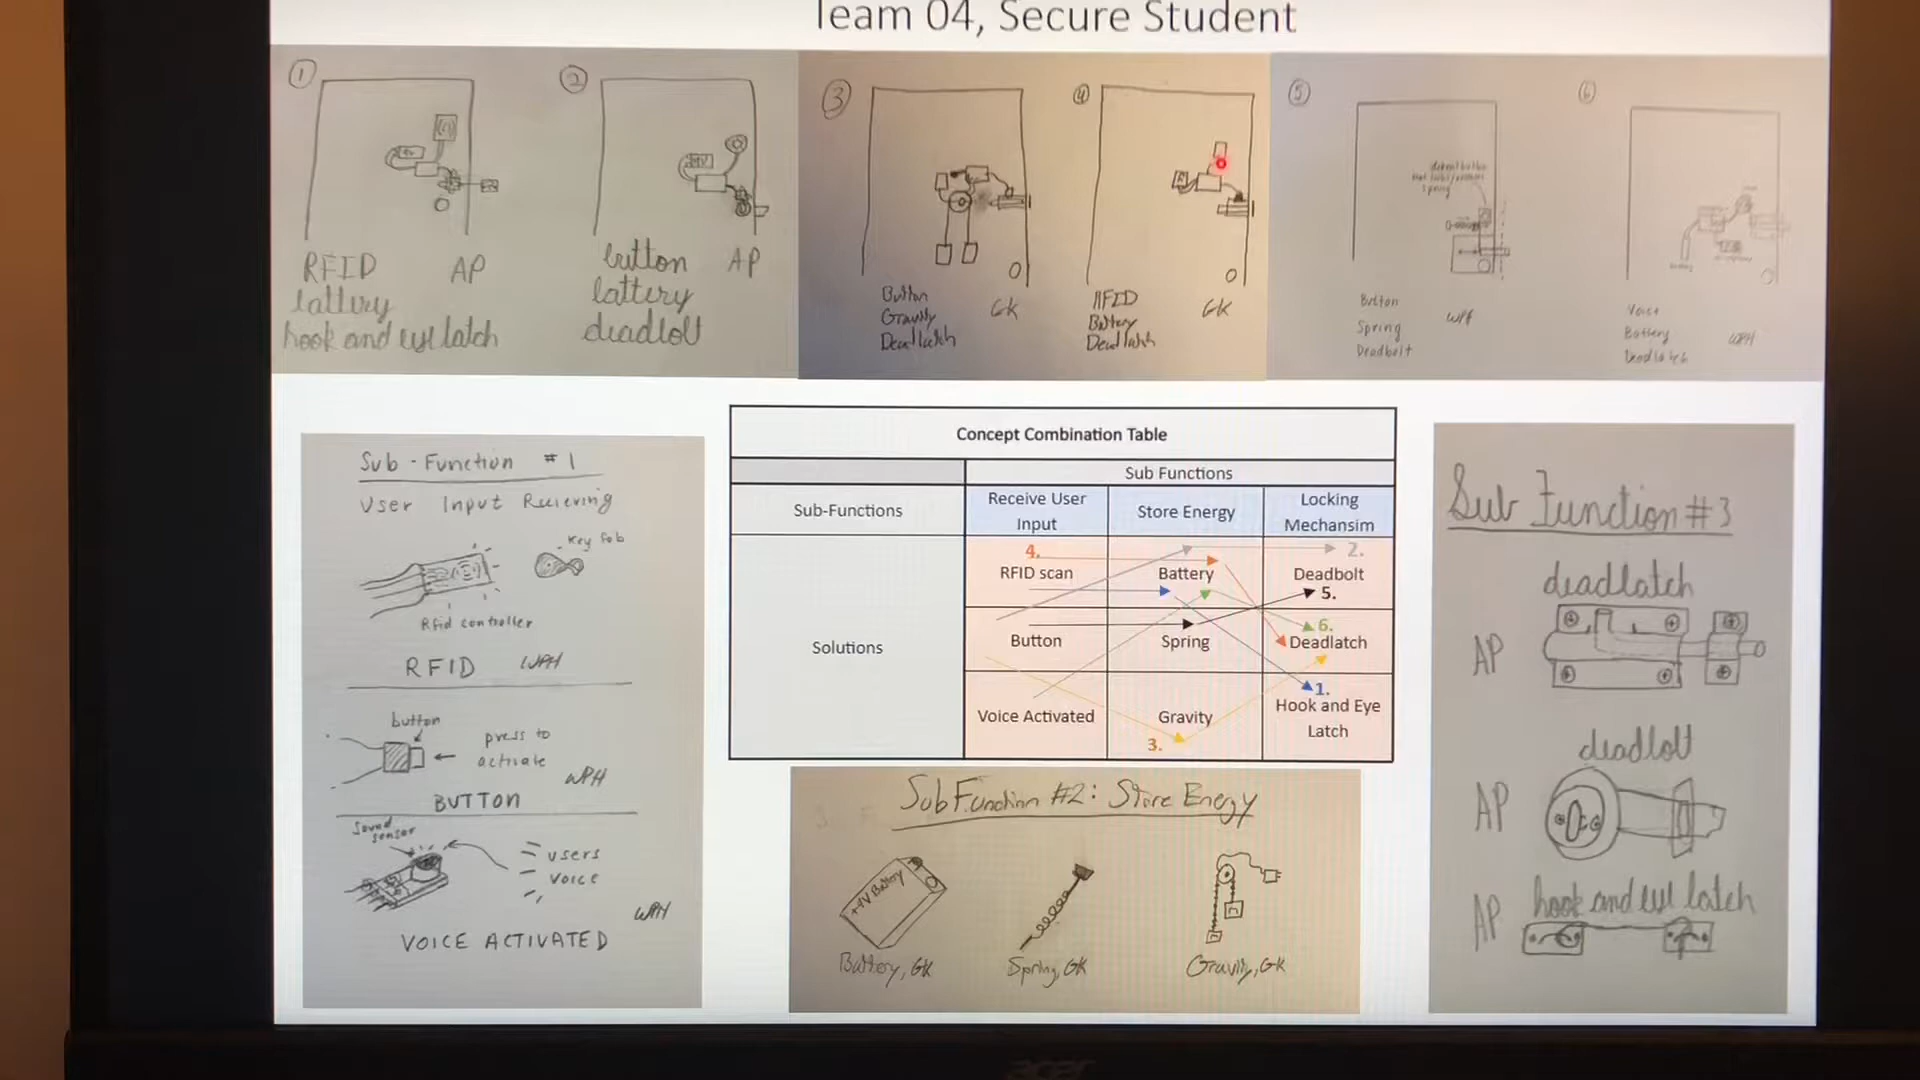 Team 04, Secure Student
1
RFID AP
battery
hook and eye latch
2
button AP
battery
deadbolt
3
Button GK
Gravity
Deadlatch
4
RFID GK
Battery
Deadlatch
5
Button WPH
Spring
Deadbolt
6
Voice
Battery WPH
Deadlatch
Sub-Function #1
User Input Recieving
key fob
Rfid controller
RFID WPH
button
press to
activate
WPH
BUTTON
sound
sensor
users
voice
WPH
VOICE ACTIVATED
Concept Combination Table
Sub Functions
Sub-Functions
Receive User
Input
Store Energy
Locking
Mechansim
Solutions
4.
RFID scan
Battery
2.
Deadbolt
5.
Button
Spring
6.
Deadlatch
Voice Activated
Gravity
3.
1.
Hook and Eye
Latch
SubFunction #2: Store Energy
Battery
Battery, GK
Spring, GK
Gravity, GK
Sub Function #3
deadlatch
AP
deadbolt
AP
hook and eye latch
AP
acer